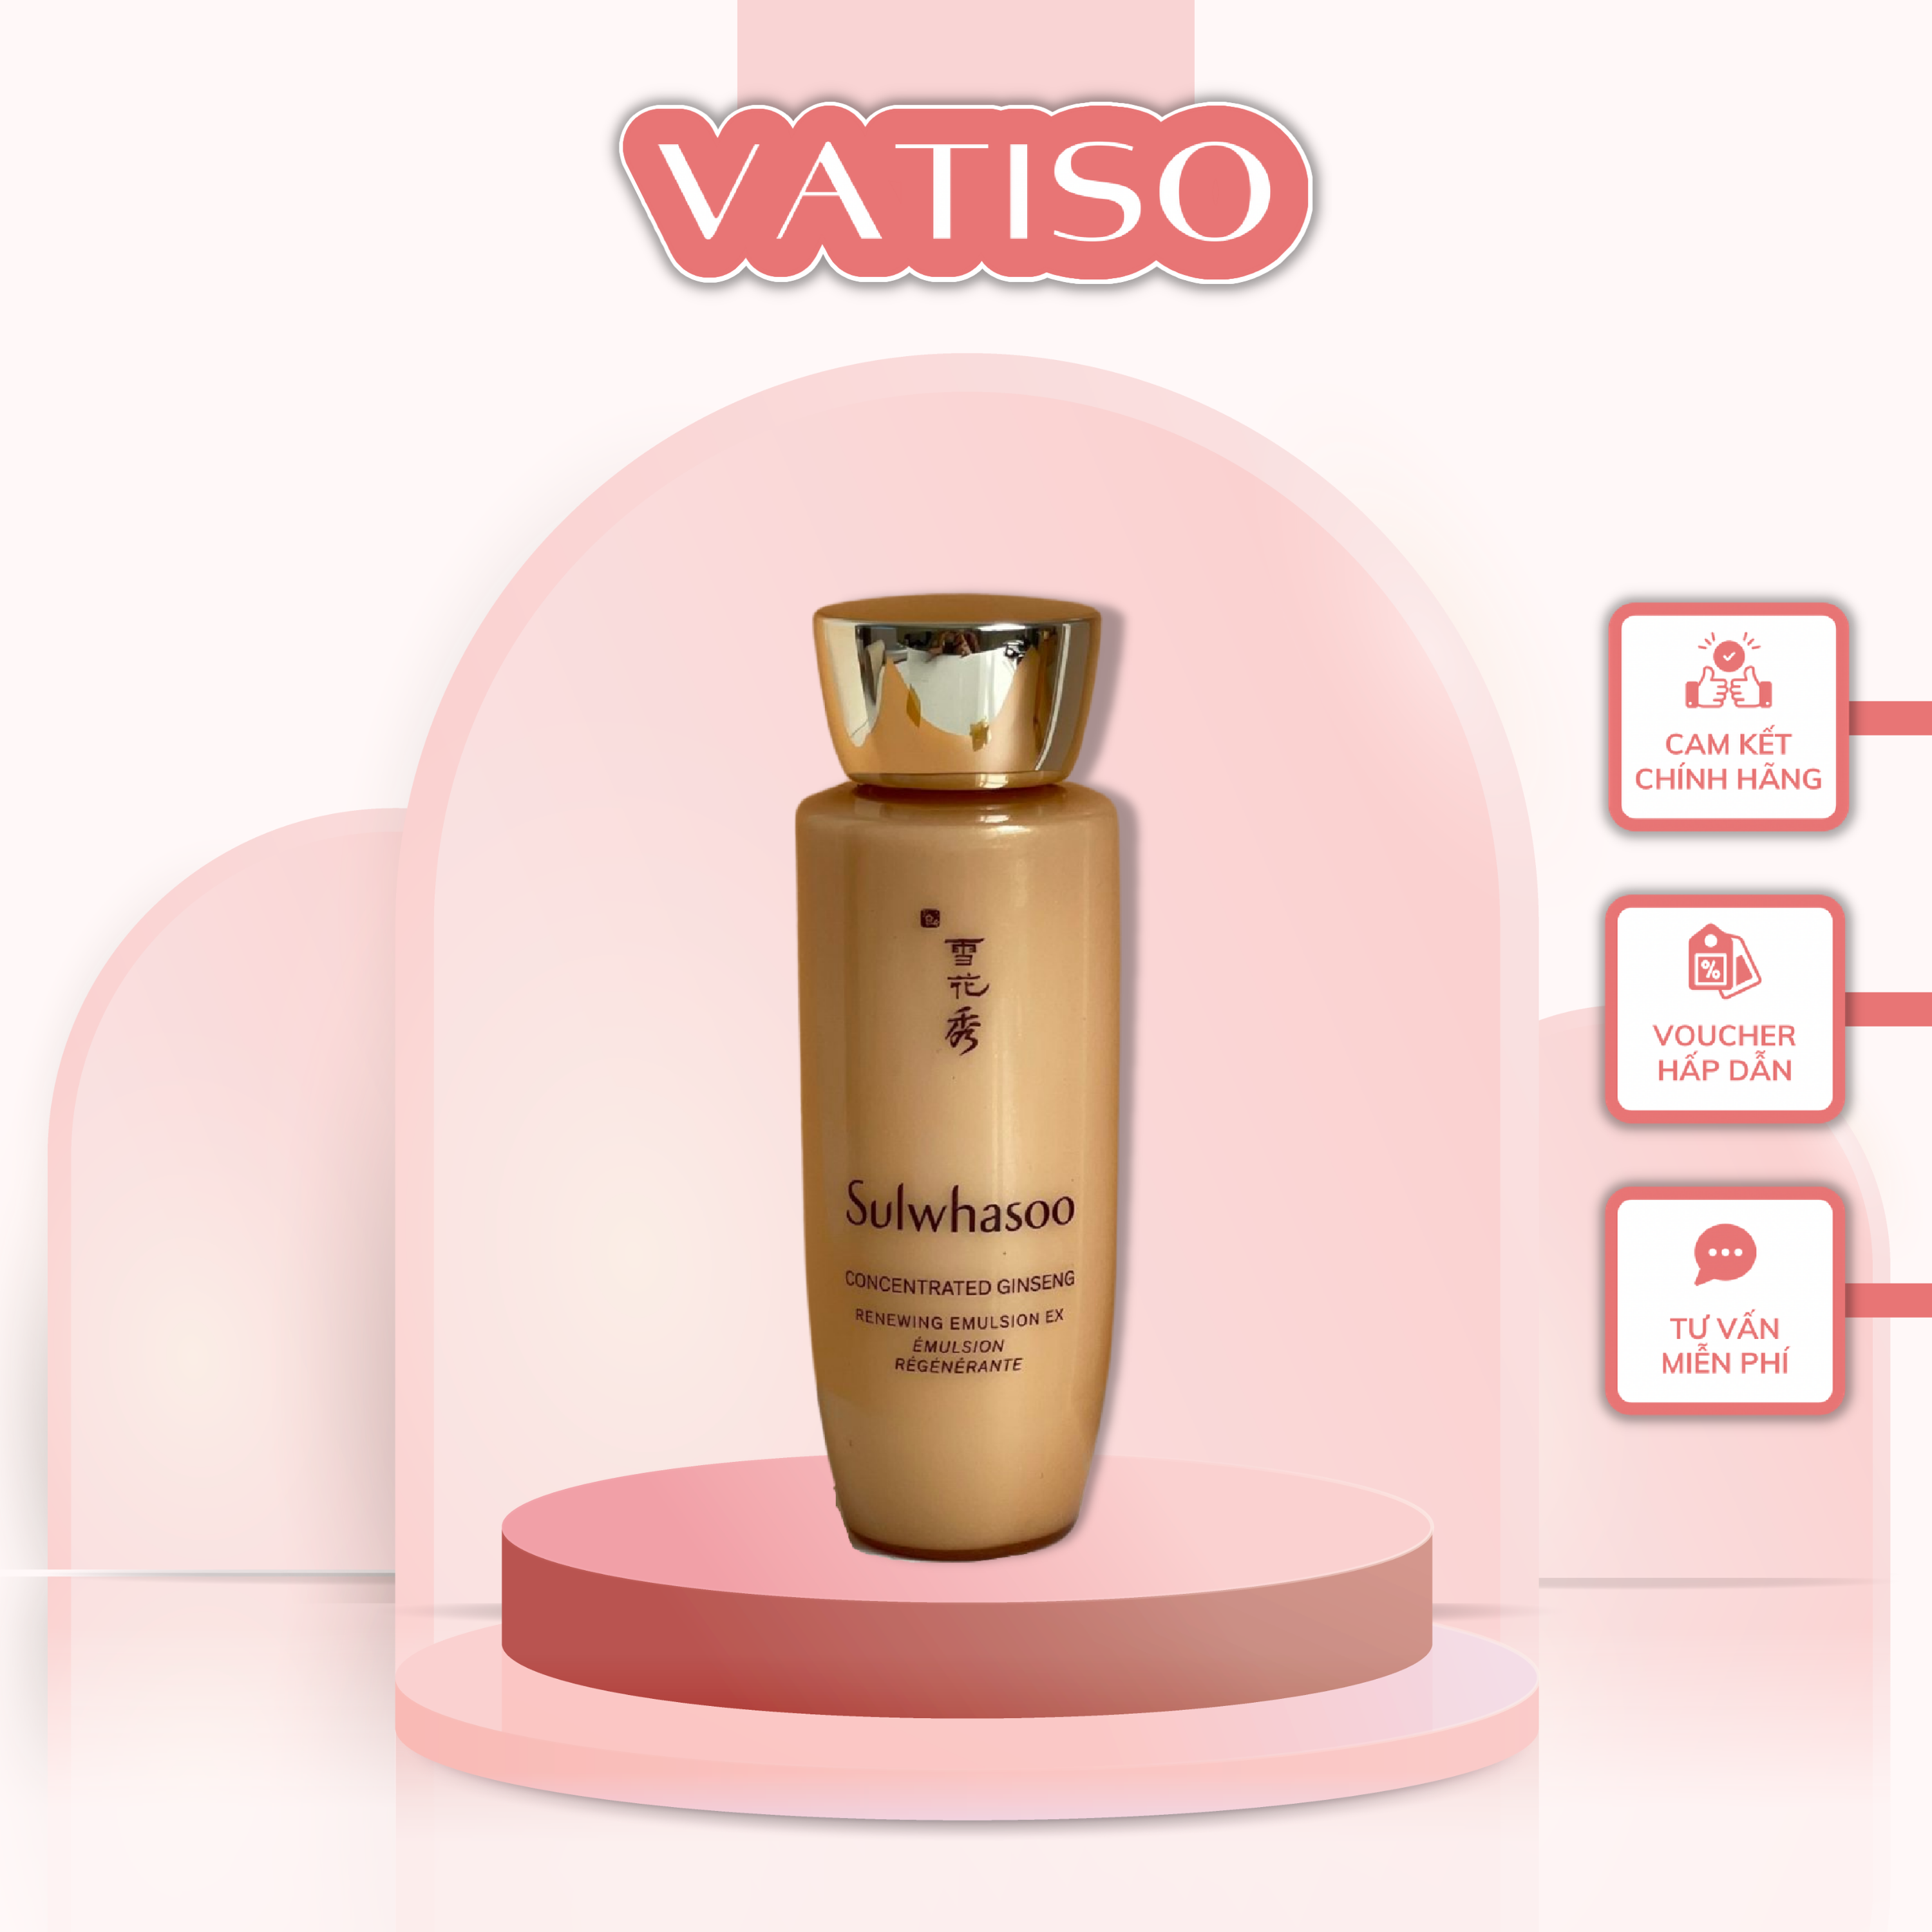 VATISO
雪
花
秀
Sulwhasoo
CONCENTRATED GINSENG
RENEWING EMULSION EX
ÉMULSION
RÉGÉNÉRANTE
CAM KẾT
CHÍNH HÃNG
%
VOUCHER
HẤP DẪN
TƯ VẤN
MIỄN PHÍ